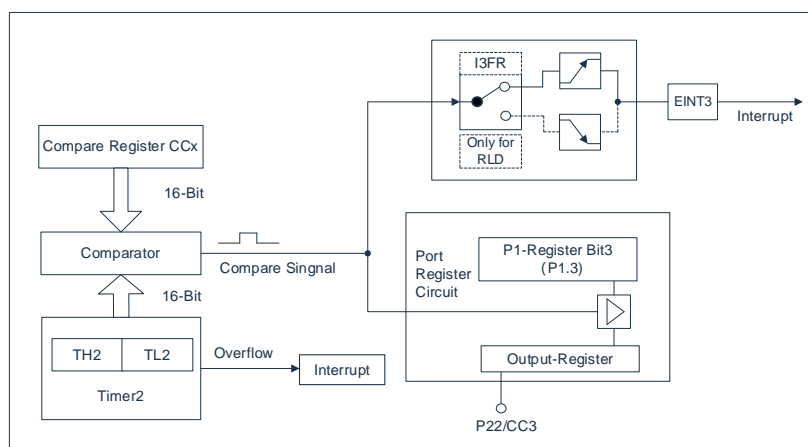 I3FR
Only for
RLD
EINT3
Interrupt
Compare Register CCx
16-Bit
Comparator
Compare Singnal
16-Bit
TH2
TL2
Timer2
Overflow
Interrupt
Port
Register
Circuit
P1-Register Bit3
(P1.3)
Output-Register
P22/CC3